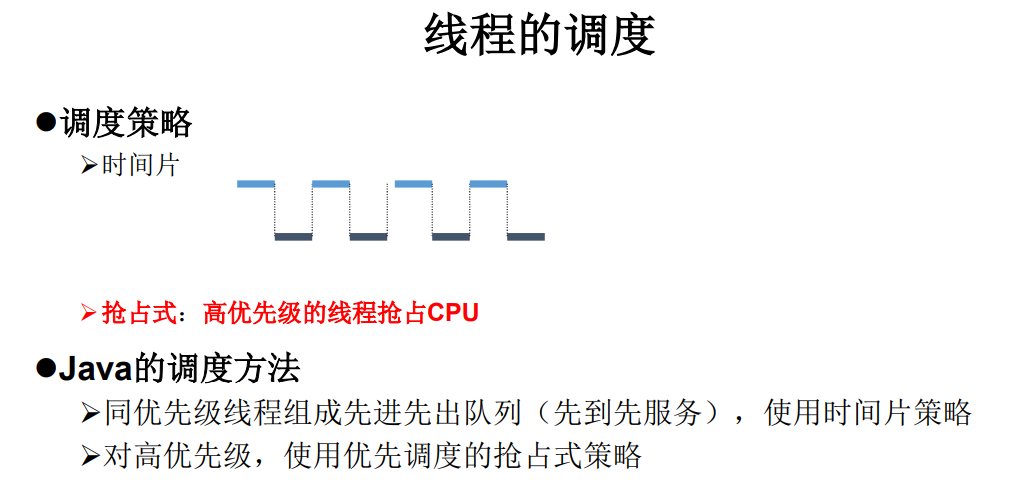 线程的调度
●调度策略
➢时间片
➢抢占式：高优先级的线程抢占CPU
●Java的调度方法
➢同优先级线程组成先进先出队列（先到先服务），使用时间片策略
➢对高优先级，使用优先调度的抢占式策略